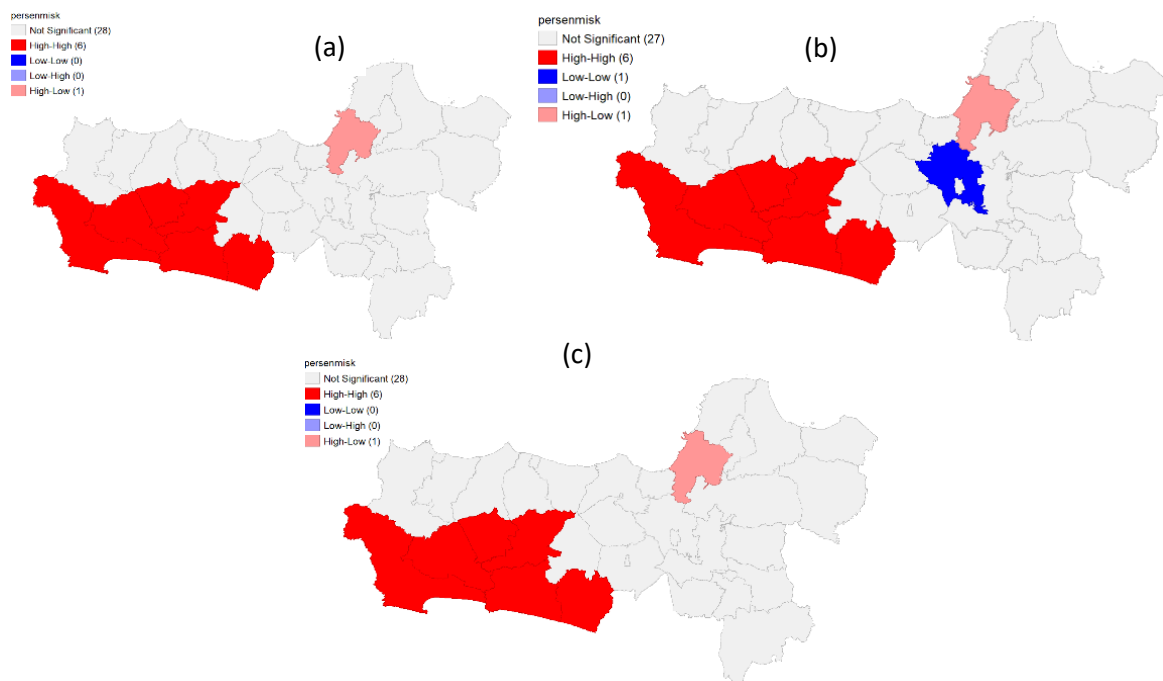 persenmisk
Not Significant (28)
High-High (6)
Low-Low (0)
Low-High (0)
High-Low (1)
(a)
persenmisk
Not Significant (27)
High-High (6)
Low-Low (1)
Low-High (0)
High-Low (1)
(b)
(c)
persenmisk
Not Significant (28)
High-High (6)
Low-Low (0)
Low-High (0)
High-Low (1)